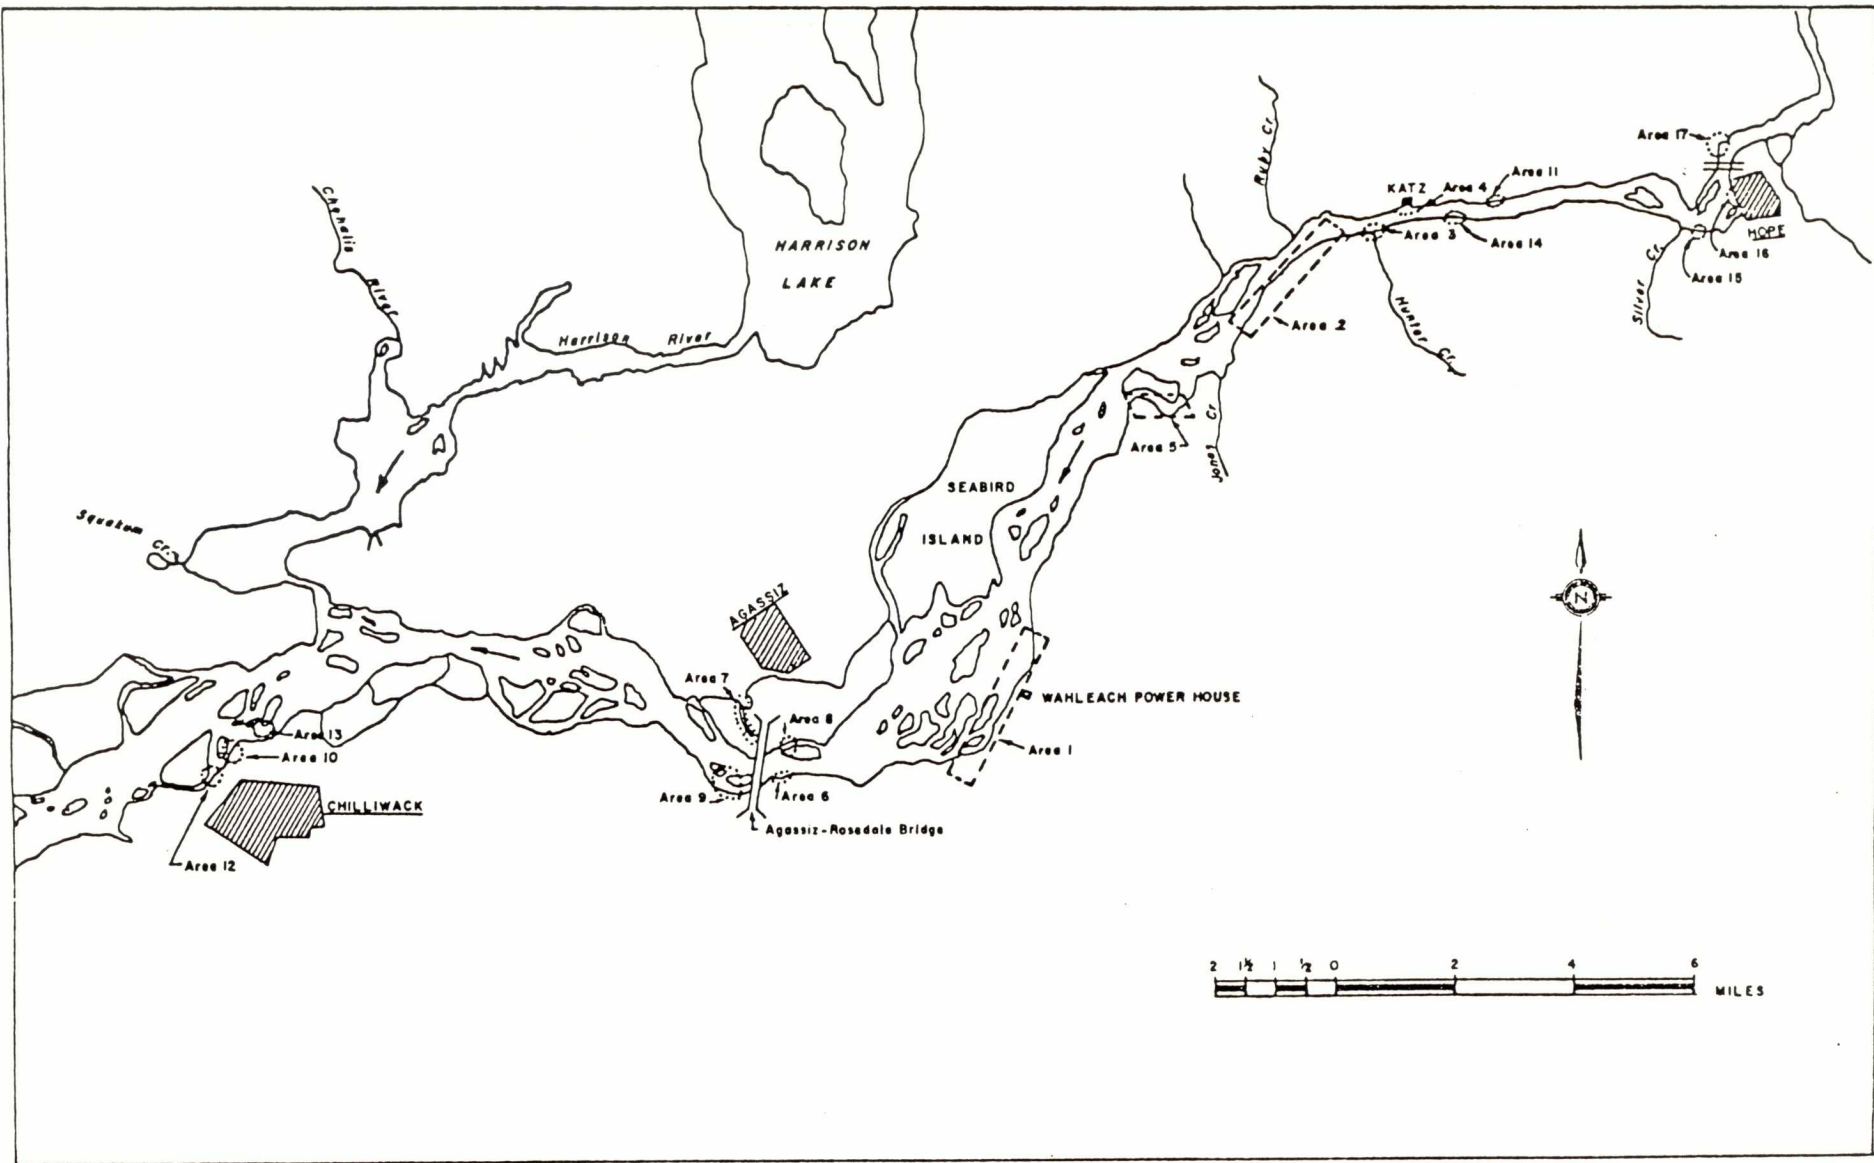 Area 17
Ruby Cr.
KATZ
Area 4
Area 11
HOPE
Area 3
Area 14
Area 16
Area 15
Silver Cr.
Hunter Cr.
Area 2
Chehalis River
HARRISON
LAKE
Harrison River
Area 5
Jones Cr
SEABIRD
ISLAND
Squakum Cr.
AGASSIZ
N
Area 7
Area 8
WAHLEACH POWER HOUSE
Area 1
Area 13
Area 10
Area 9
Area 6
CHILLIWACK
Agassiz-Rosedale Bridge
Area 12
2 1½ 1 ½ 0 2 4 6
MILES